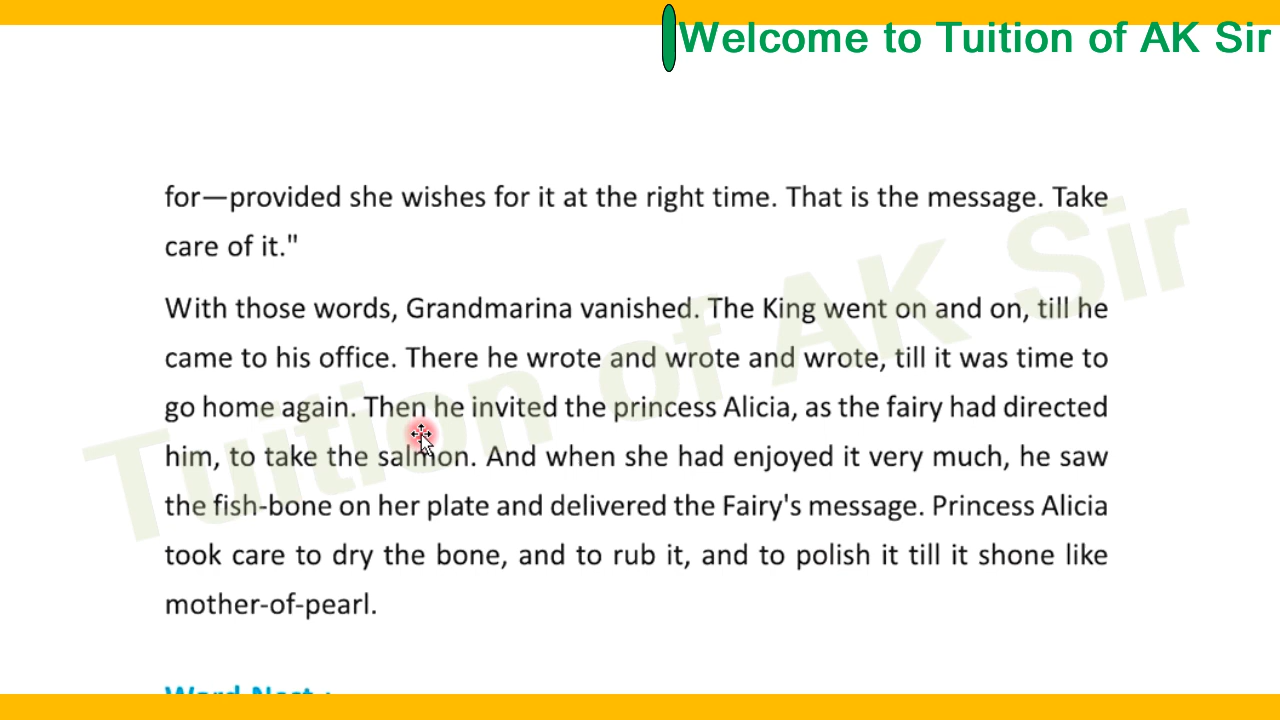 Welcome to Tuition of AK Sir
for—provided she wishes for it at the right time. That is the message. Take
care of it."
With those words, Grandmarina vanished. The King went on and on, till he
came to his office. There he wrote and wrote and wrote, till it was time to
go home again. Then he invited the princess Alicia, as the fairy had directed
him, to take the salmon. And when she had enjoyed it very much, he saw
the fish-bone on her plate and delivered the Fairy's message. Princess Alicia
took care to dry the bone, and to rub it, and to polish it till it shone like
mother-of-pearl.
Word Nest :
Tuition of AK Sir